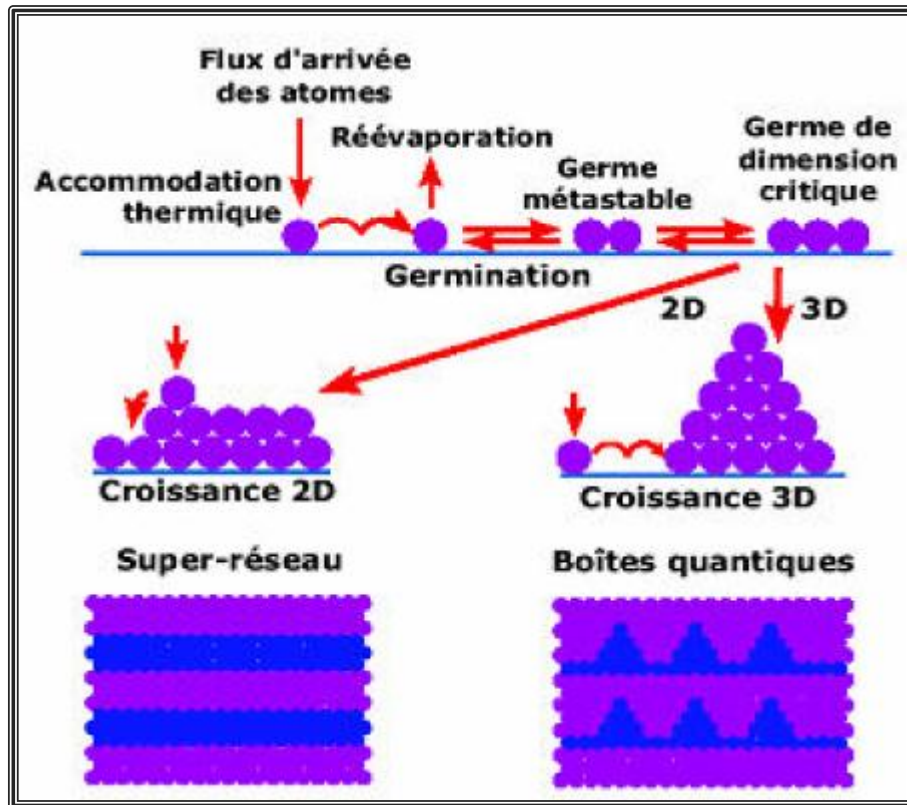 Flux d'arrivée
des atomes
Réévaporation
Germe de
dimension
critique
Accommodation
thermique
Germe
métastable
Germination
2D
3D
Croissance 2D
Croissance 3D
Super-réseau
Boîtes quantiques